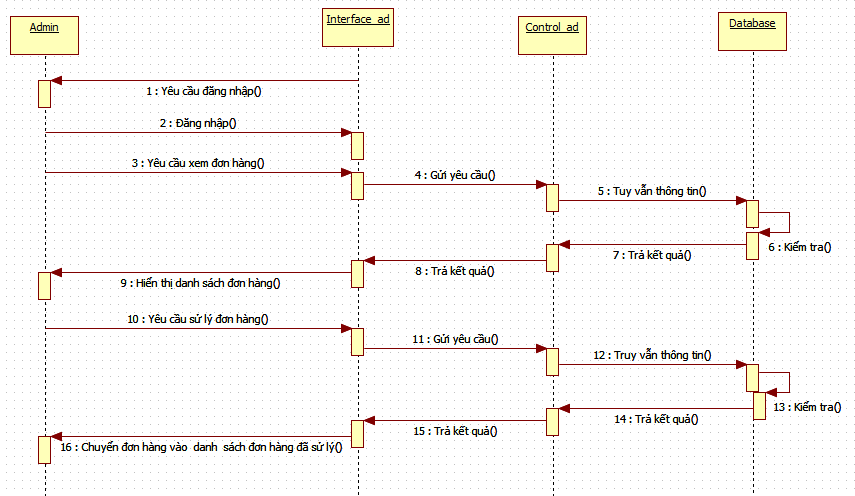 Admin
Interface_ad
Control_ad
Database
1 : Yêu cầu đăng nhập()
2 : Đăng nhập()
3 : Yêu cầu xem đơn hàng()
4 : Gửi yêu cầu()
5 : Tuy vẫn thông tin()
6 : Kiểm tra()
7 : Trả kết quả()
8 : Trả kết quả()
9 : Hiển thị danh sách đơn hàng()
10 : Yêu cầu sử lý đơn hàng()
11 : Gửi yêu cầu()
12 : Truy vẫn thông tin()
13 : Kiểm tra()
14 : Trả kết quả()
15 : Trả kết quả()
16 : Chuyển đơn hàng vào danh sách đơn hàng đã sử lý()